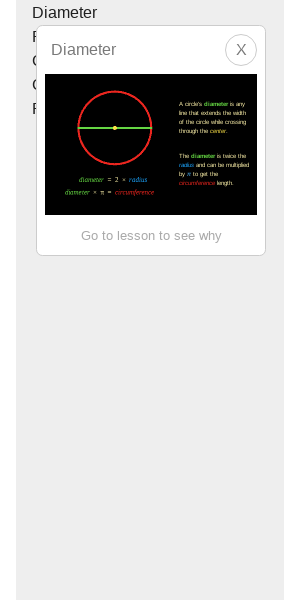 Diameter
Diameter
X
A circle's diameter is any
line that extends the width
of the circle while crossing
through the center.
The diameter is twice the
radius and can be multiplied
by π to get the
circumference length.
diameter = 2 × radius
diameter × π = circumference
Go to lesson to see why